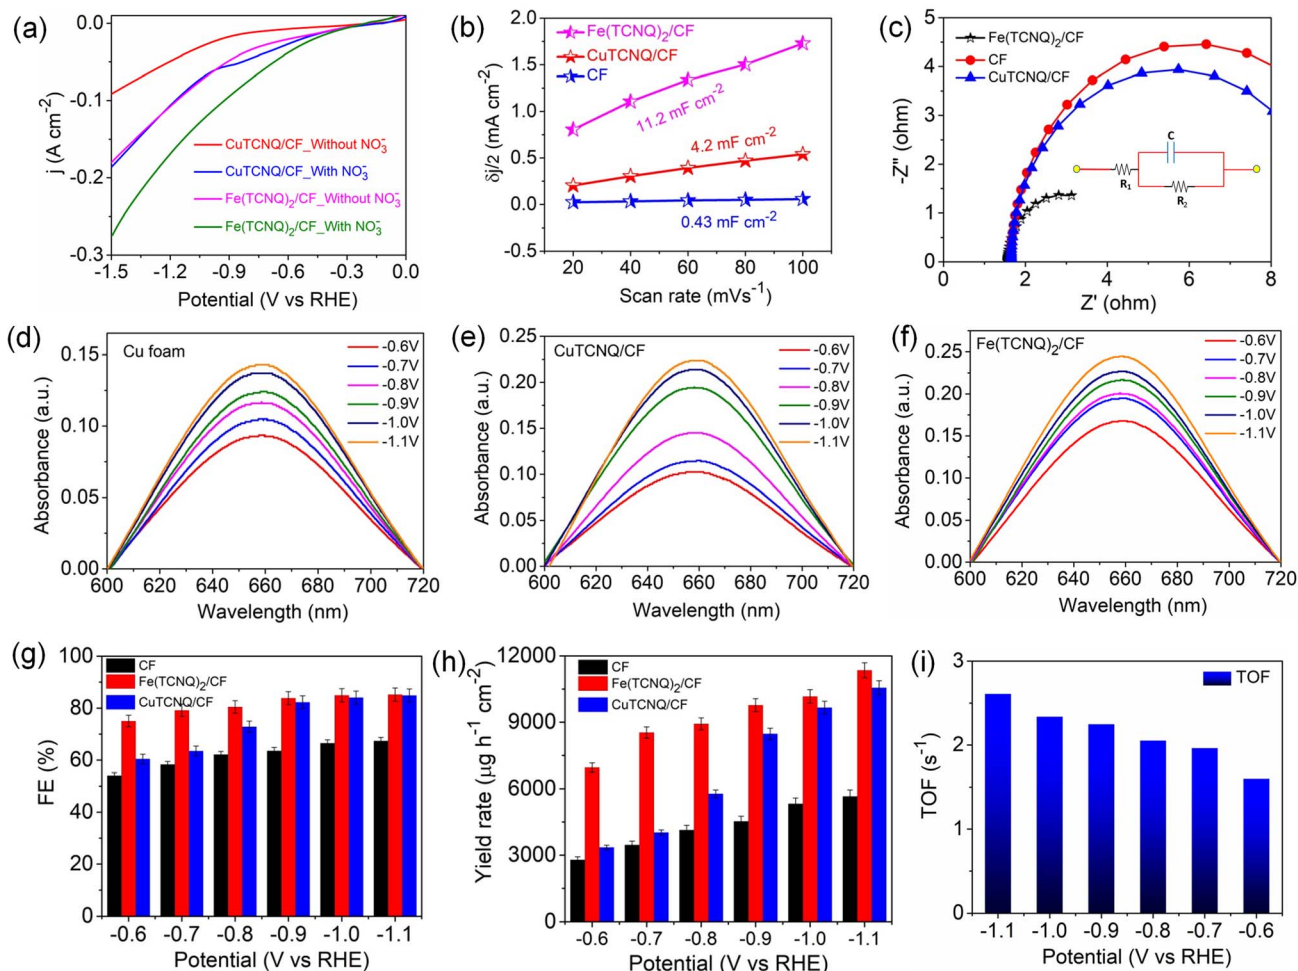 (a)
0.0
-0.1
-0.2
-0.3
j (A cm⁻²)
CuTCNQ/CF_Without NO₃⁻
CuTCNQ/CF_With NO₃⁻
Fe(TCNQ)₂/CF_Without NO₃⁻
Fe(TCNQ)₂/CF_With NO₃⁻
-1.5 -1.2 -0.9 -0.6 -0.3 0.0
Potential (V vs RHE)
(b)
2.0
1.5
1.0
0.5
0.0
-0.5
δj/2 (mA cm⁻²)
Fe(TCNQ)₂/CF
CuTCNQ/CF
CF
11.2 mF cm⁻²
4.2 mF cm⁻²
0.43 mF cm⁻²
20 40 60 80 100
Scan rate (mVs⁻¹)
(c)
-5
-4
-3
-2
-1
0
-Z" (ohm)
Fe(TCNQ)₂/CF
CF
CuTCNQ/CF
C
R₁
R₂
0 2 4 6 8
Z' (ohm)
(d)
0.15
0.10
0.05
0.00
Absorbance (a.u.)
Cu foam
-0.6V
-0.7V
-0.8V
-0.9V
-1.0V
-1.1V
600 620 640 660 680 700 720
Wavelength (nm)
(e)
0.25
0.20
0.15
0.10
0.05
0.00
Absorbance (a.u.)
CuTCNQ/CF
-0.6V
-0.7V
-0.8V
-0.9V
-1.0V
-1.1V
600 620 640 660 680 700 720
Wavelength (nm)
(f)
0.25
0.20
0.15
0.10
0.05
0.00
Absorbance (a.u.)
Fe(TCNQ)₂/CF
-0.6V
-0.7V
-0.8V
-0.9V
-1.0V
-1.1V
600 620 640 660 680 700 720
Wavelength (nm)
(g)
100
80
60
40
20
0
FE (%)
CF
Fe(TCNQ)₂/CF
CuTCNQ/CF
-0.6 -0.7 -0.8 -0.9 -1.0 -1.1
Potential (V vs RHE)
(h)
12000
9000
6000
3000
0
Yield rate (μg h⁻¹ cm⁻²)
CF
Fe(TCNQ)₂/CF
CuTCNQ/CF
-0.6 -0.7 -0.8 -0.9 -1.0 -1.1
Potential (V vs RHE)
(i)
3
2
1
0
TOF (s⁻¹)
TOF
-1.1 -1.0 -0.9 -0.8 -0.7 -0.6
Potential (V vs RHE)